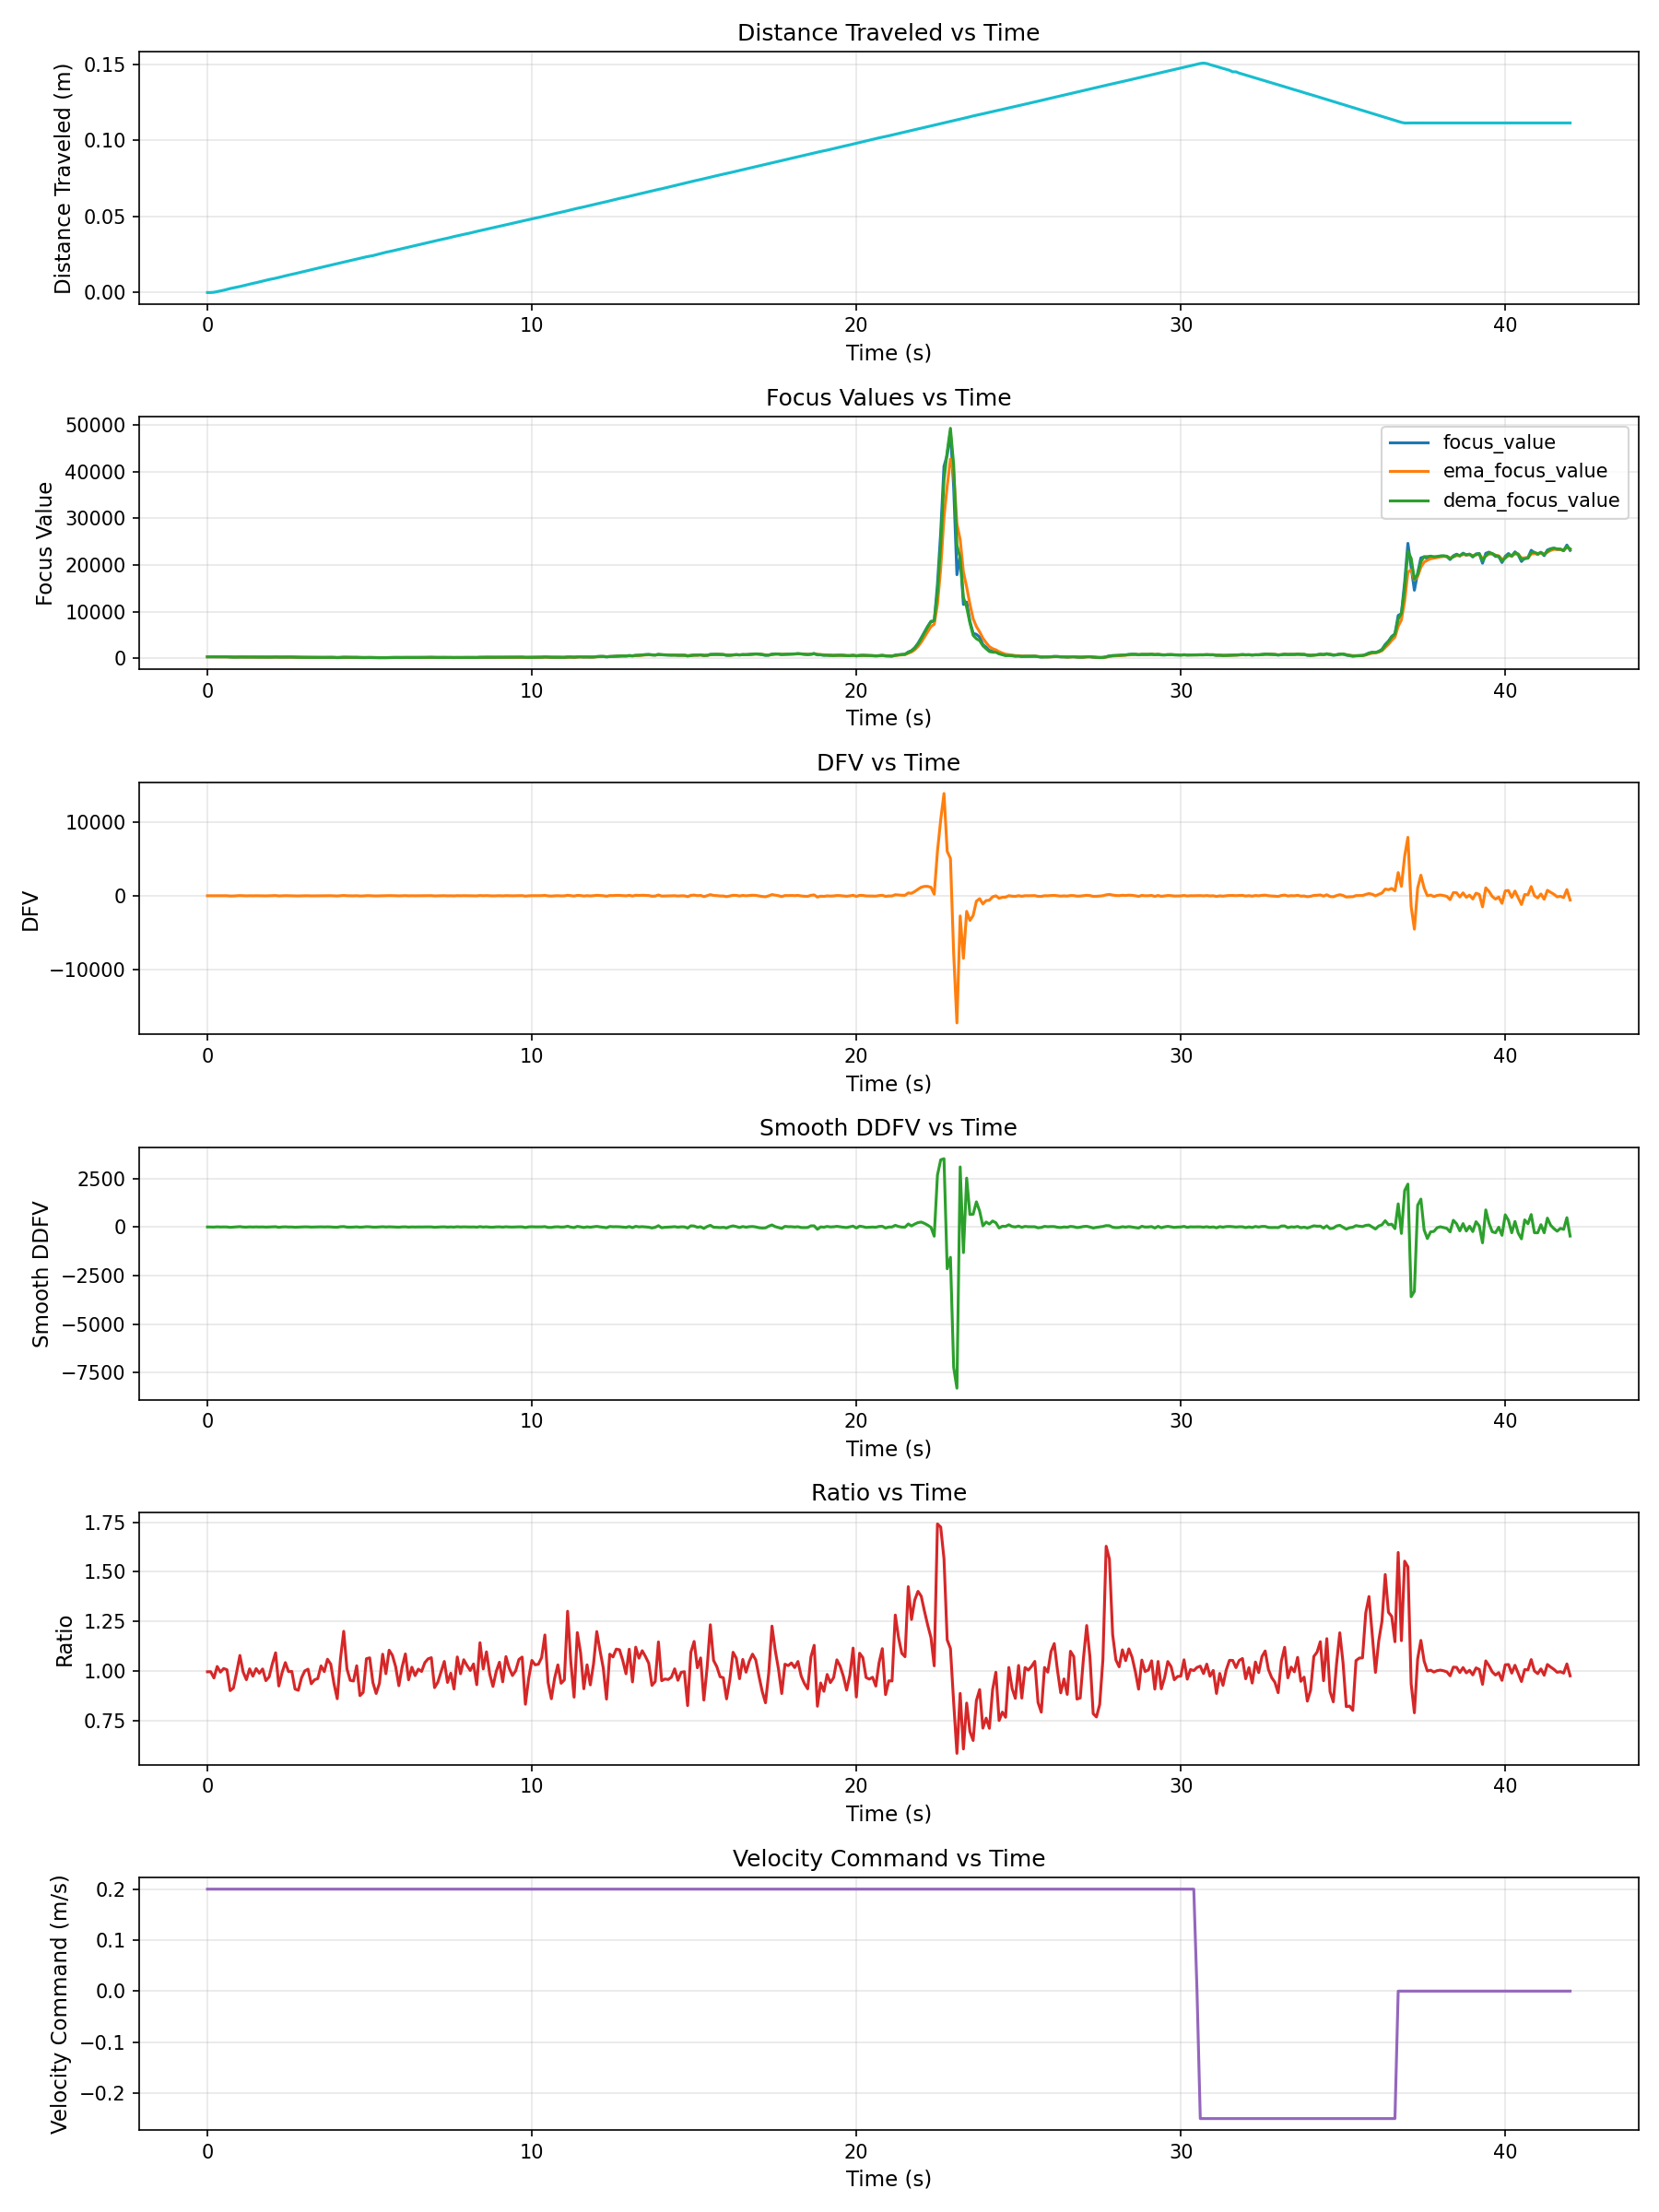 Distance Traveled vs Time
Distance Traveled (m)
0.15
0.10
0.05
0.00
0 10 20 30 40
Time (s)
Focus Values vs Time
Focus Value
50000
40000
30000
20000
10000
0
focus_value
ema_focus_value
dema_focus_value
0 10 20 30 40
Time (s)
DFV vs Time
DFV
10000
0
−10000
0 10 20 30 40
Time (s)
Smooth DDFV vs Time
Smooth DDFV
2500
0
−2500
−5000
−7500
0 10 20 30 40
Time (s)
Ratio vs Time
Ratio
1.75
1.50
1.25
1.00
0.75
0 10 20 30 40
Time (s)
Velocity Command vs Time
Velocity Command (m/s)
0.2
0.1
0.0
−0.1
−0.2
0 10 20 30 40
Time (s)